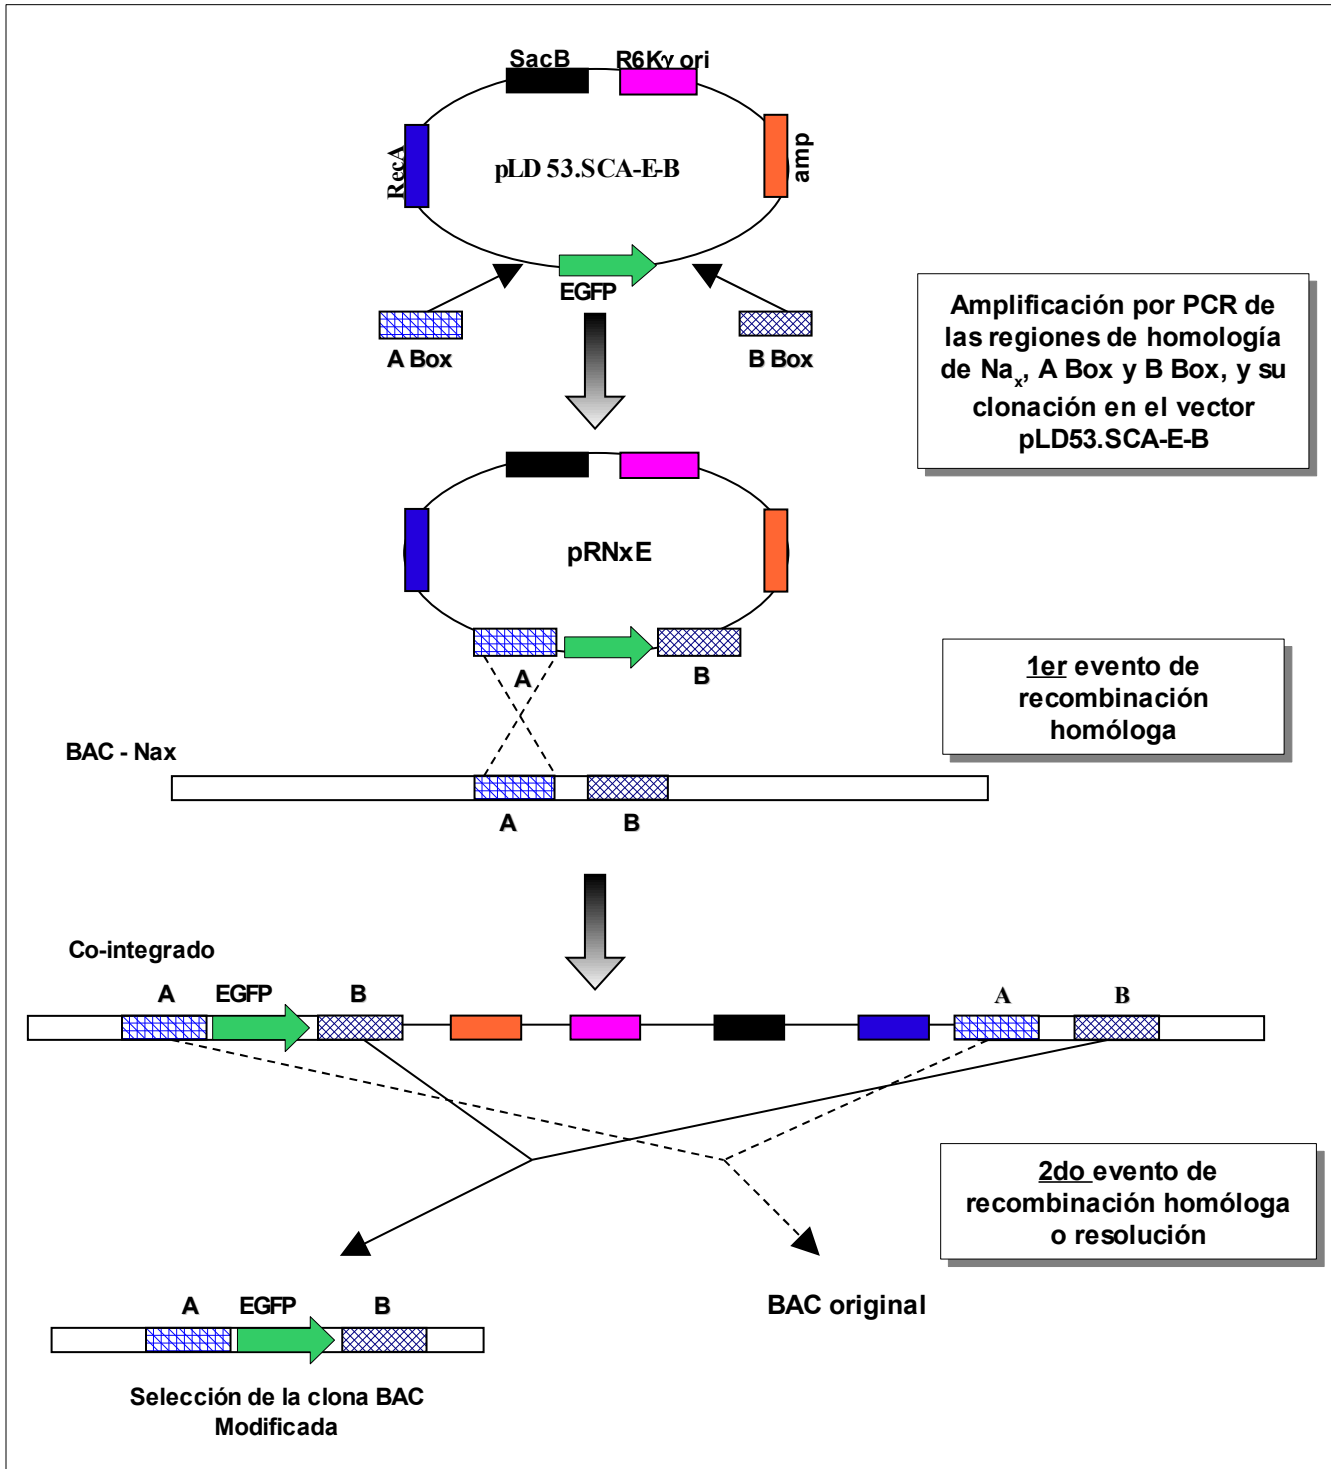 SacB
R6Kγ ori
RecA
pLD 53.SCA-E-B
amp
EGFP
A Box
B Box
Amplificación por PCR de
las regiones de homología
de Nax, A Box y B Box, y su
clonación en el vector
pLD53.SCA-E-B
pRNxE
A
B
1er evento de
recombinación
homóloga
BAC - Nax
A
B
Co-integrado
A
EGFP
B
A
B
2do evento de
recombinación homóloga
o resolución
BAC original
A
EGFP
B
Selección de la clona BAC
Modificada